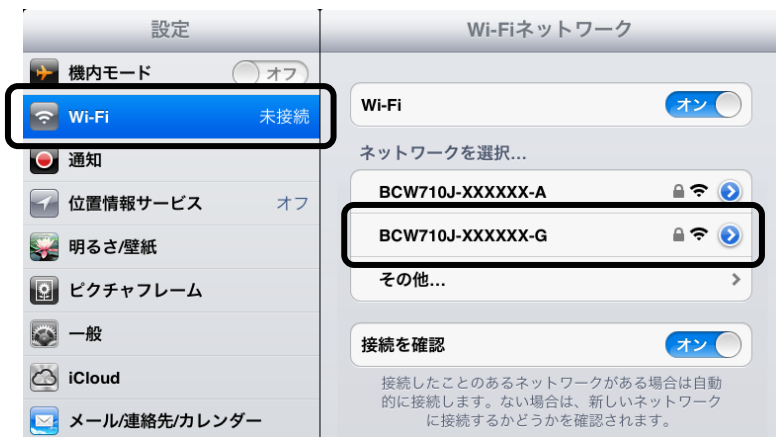 設定
機内モード オフ
Wi-Fi 未接続
通知
位置情報サービス オフ
明るさ/壁紙
ピクチャフレーム
一般
iCloud
メール/連絡先/カレンダー
Wi-Fiネットワーク
Wi-Fi オン
ネットワークを選択...
BCW710J-XXXXXX-A
BCW710J-XXXXXX-G
その他...
接続を確認 オン
接続したことのあるネットワークがある場合は自動
的に接続します。ない場合は、新しいネットワーク
に接続するかどうかを確認されます。